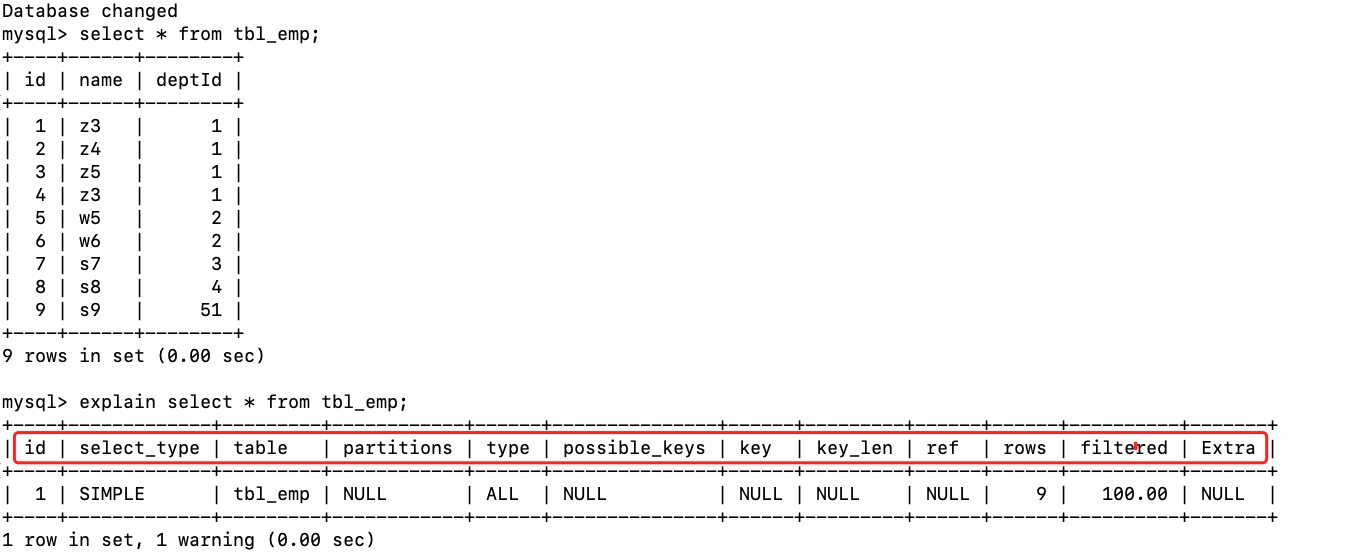 Database changed
mysql> select * from tbl_emp;
+----+------+--------+
| id | name | deptId |
+----+------+--------+
|  1 | z3   |      1 |
|  2 | z4   |      1 |
|  3 | z5   |      1 |
|  4 | z3   |      1 |
|  5 | w5   |      2 |
|  6 | w6   |      2 |
|  7 | s7   |      3 |
|  8 | s8   |      4 |
|  9 | s9   |     51 |
+----+------+--------+
9 rows in set (0.00 sec)
mysql> explain select * from tbl_emp;
+----+-------------+---------+------------+------+---------------+------+---------+------+------+----------+-------+
| id | select_type | table   | partitions | type | possible_keys | key  | key_len | ref  | rows | filtered | Extra |
+----+-------------+---------+------------+------+---------------+------+---------+------+------+----------+-------+
|  1 | SIMPLE      | tbl_emp | NULL       | ALL  | NULL          | NULL | NULL    | NULL |    9 |   100.00 | NULL  |
+----+-------------+---------+------------+------+---------------+------+---------+------+------+----------+-------+
1 row in set, 1 warning (0.00 sec)